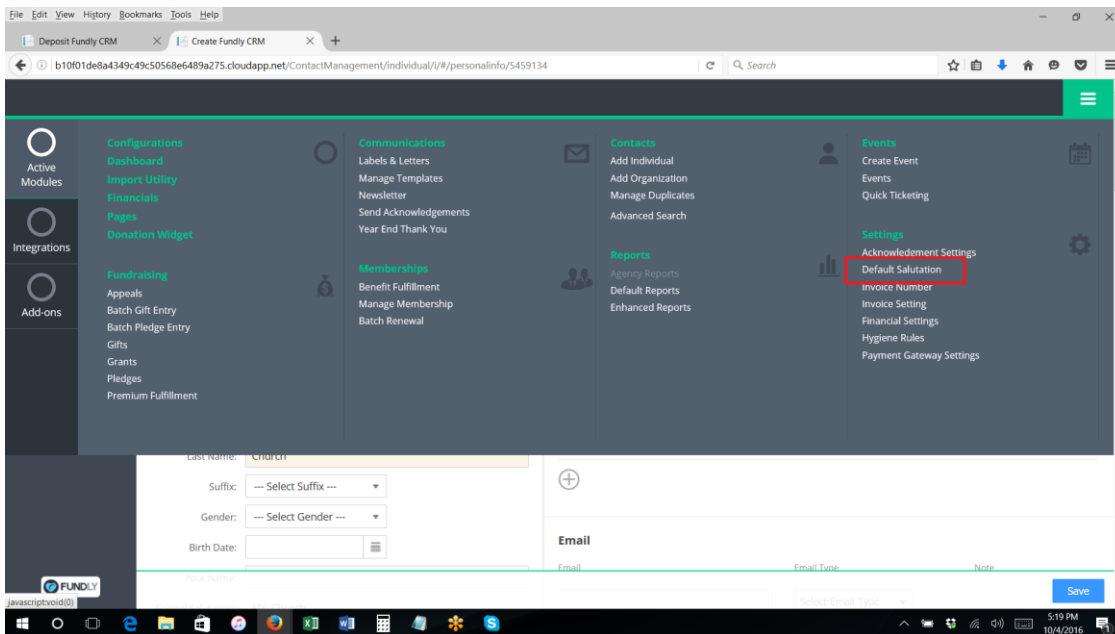 File Edit View History Bookmarks Tools Help
Deposit Fundly CRM
Create Fundly CRM
b10f01de8a4349c49c50568e6489a275.cloudapp.net/ContactManagement/individual/i/#/personalinfo/5459134
Search
Active Modules
Integrations
Add-ons
Configurations
Dashboard
Import Utility
Financials
Pages
Donation Widget
Fundraising
Appeals
Batch Gift Entry
Batch Pledge Entry
Gifts
Grants
Pledges
Premium Fulfillment
Communications
Labels & Letters
Manage Templates
Newsletter
Send Acknowledgements
Year End Thank You
Memberships
Benefit Fulfillment
Manage Membership
Batch Renewal
Contacts
Add Individual
Add Organization
Manage Duplicates
Advanced Search
Reports
Agency Reports
Default Reports
Enhanced Reports
Events
Create Event
Events
Quick Ticketing
Settings
Acknowledement Settings
Default Salutation
Invoice Number
Invoice Setting
Financial Settings
Hygiene Rules
Payment Gateway Settings
Last Name: Church
Suffix: --- Select Suffix ---
Gender: --- Select Gender ---
Birth Date:
Nick Name:
Email
Email Email Type Note
Select Email Type
FUNDLY
javascript:void(0)
Save
5:19 PM
10/4/2016